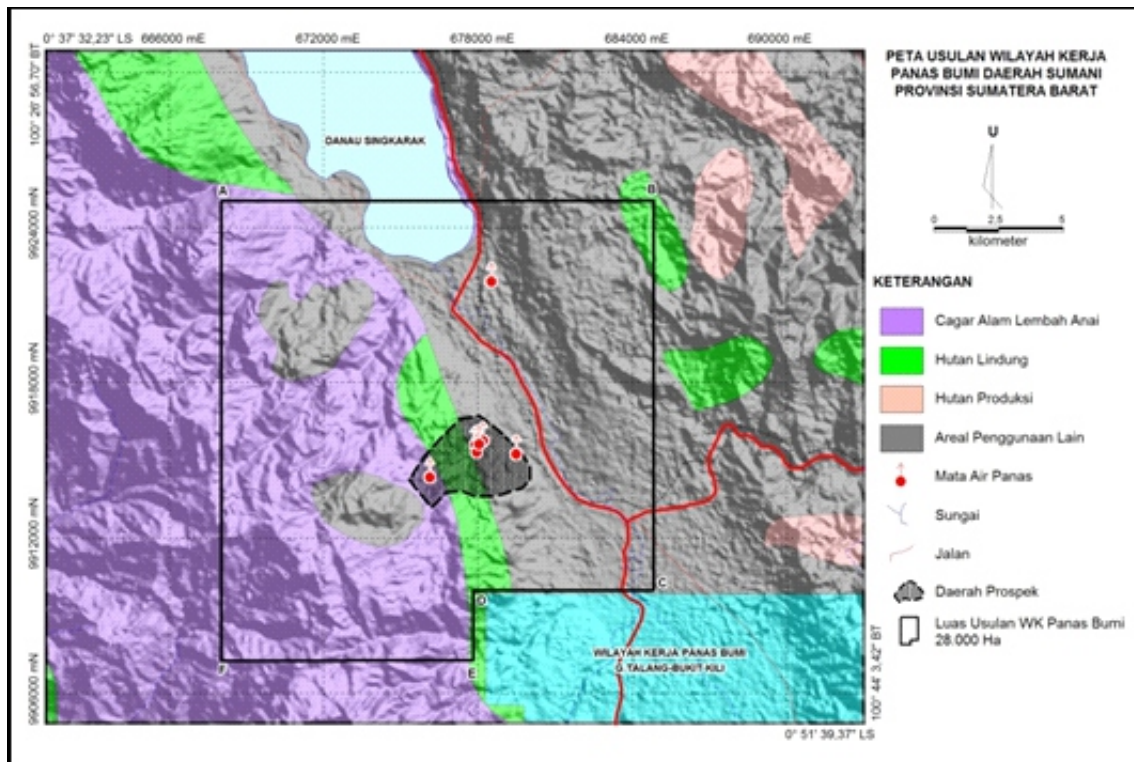 0° 37' 32,23" LS
666000 mE
672000 mE
678000 mE
684000 mE
690000 mE
100° 26' 56,70" BT
9924000 mN
9918000 mN
9912000 mN
9906000 mN
DANAU SINGKARAK
A
B
C
D
E
F
WILAYAH KERJA PANAS BUMI
G.TALANG-BUKIT KILI
100° 44' 3,42" BT
0° 51' 39,37" LS
PETA USULAN WILAYAH KERJA
PANAS BUMI DAERAH SUMANI
PROVINSI SUMATERA BARAT
U
0 2.5 5
kilometer
KETERANGAN
Cagar Alam Lembah Anai
Hutan Lindung
Hutan Produksi
Areal Penggunaan Lain
Mata Air Panas
Sungai
Jalan
Daerah Prospek
Luas Usulan WK Panas Bumi
28.000 Ha